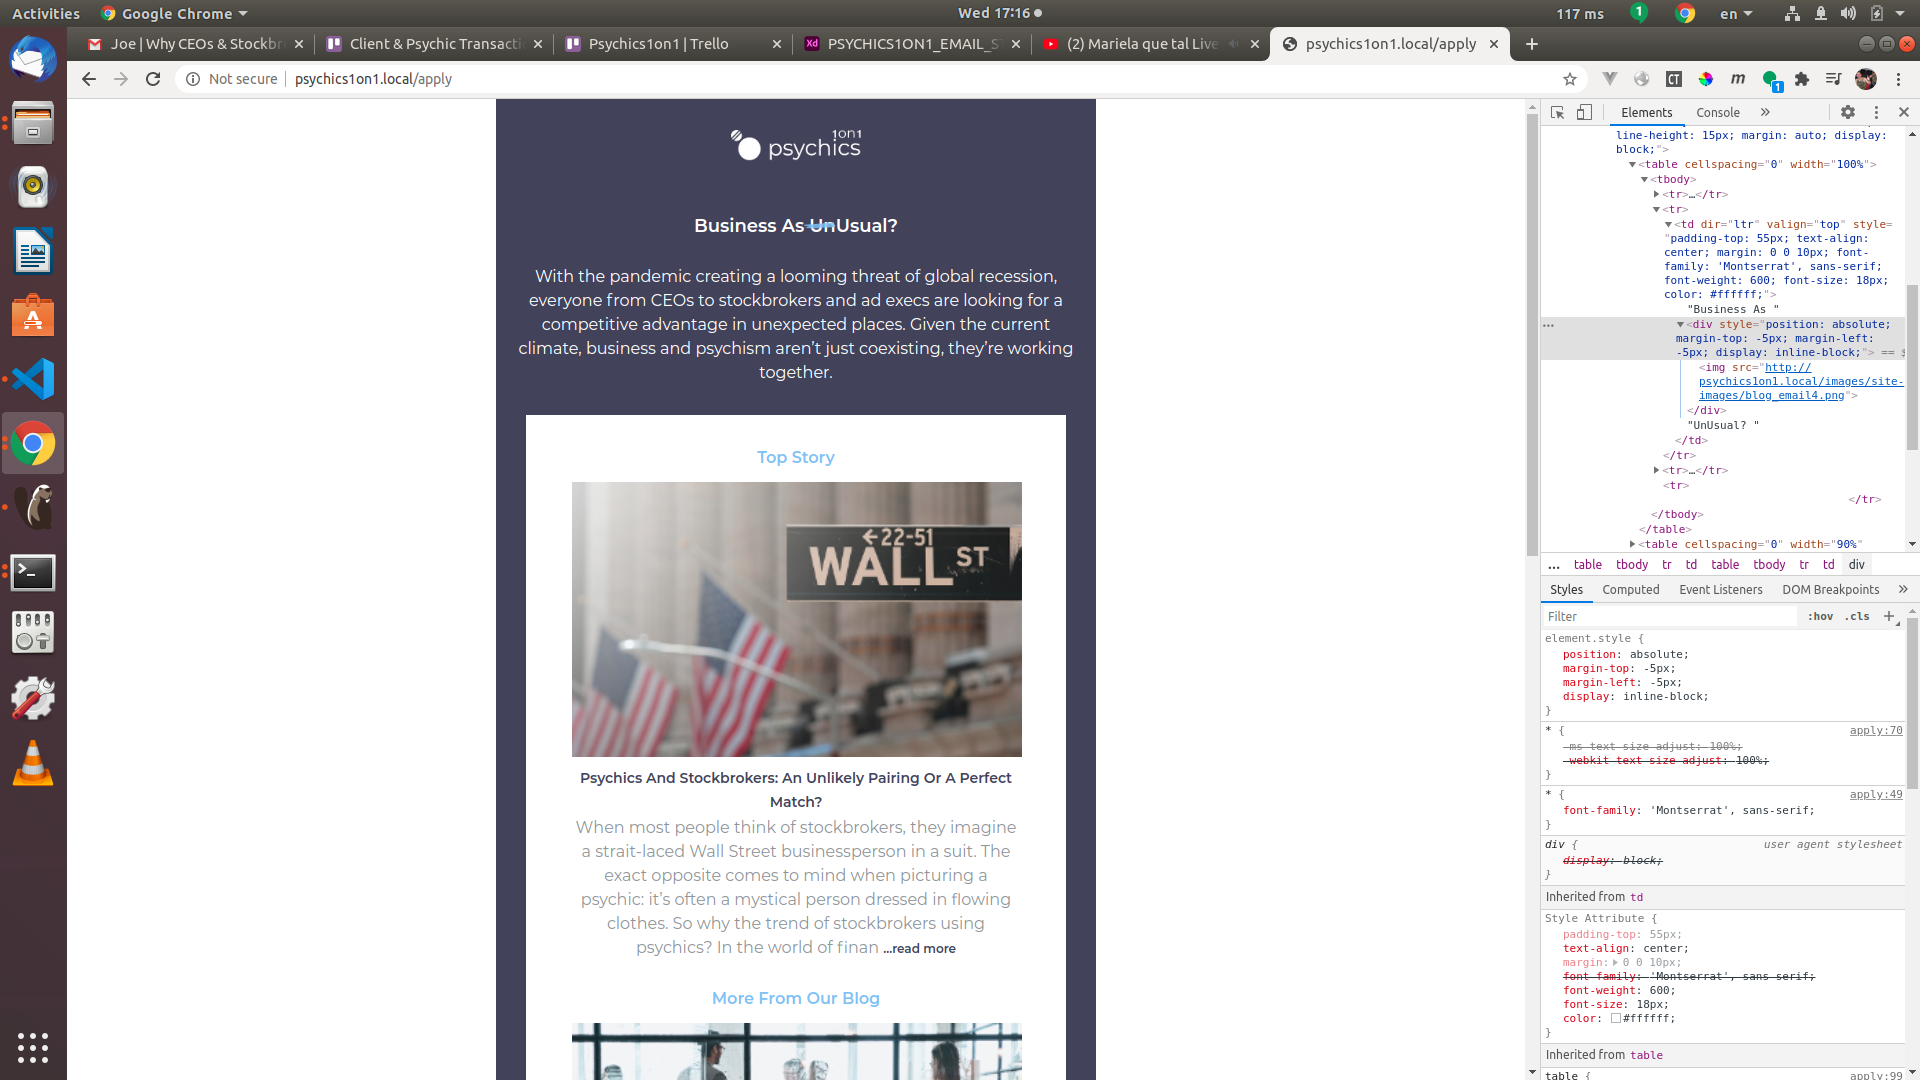 Activities Google Chrome Wed 17:16 117 ms 1 en
Joe | Why CEOs & Stockbr Client & Psychic Transacti Psychics1on1 | Trello PSYCHICS1ON1_EMAIL_S (2) Mariela que tal Live psychics1on1.local/apply
Not secure psychics1on1.local/apply
1on1
psychics
Business As UnUsual?
With the pandemic creating a looming threat of global recession,
everyone from CEOs to stockbrokers and ad execs are looking for a
competitive advantage in unexpected places. Given the current
climate, business and psychism aren’t just coexisting, they’re working
together.
Top Story
22-51
WALL ST
Psychics And Stockbrokers: An Unlikely Pairing Or A Perfect
Match?
When most people think of stockbrokers, they imagine
a strait-laced Wall Street businessperson in a suit. The
exact opposite comes to mind when picturing a
psychic: it’s often a mystical person dressed in flowing
clothes. So why the trend of stockbrokers using
psychics? In the world of finan ...read more
More From Our Blog
Elements Console »
line-height: 15px; margin: auto; display:
block;">
<table cellspacing="0" width="100%">
<tbody>
<tr>…</tr>
<tr>
<td dir="ltr" valign="top" style=
"padding-top: 55px; text-align:
center; margin: 0 0 10px; font-
family: 'Montserrat', sans-serif;
font-weight: 600; font-size: 18px;
color: #ffffff;">
"Business As "
<div style="position: absolute;
margin-top: -5px; margin-left:
-5px; display: inline-block;"> == $
<img src="http://
psychics1on1.local/images/site-
images/blog_email4.png">
</div>
"UnUsual? "
</td>
</tr>
<tr>…</tr>
<tr>
</tr>
</tbody>
</table>
<table cellspacing="0" width="90%"
... table tbody tr td table tbody tr td div
Styles Computed Event Listeners DOM Breakpoints »
Filter :hov .cls +
element.style {
position: absolute;
margin-top: -5px;
margin-left: -5px;
display: inline-block;
}
* { apply:70
-ms-text-size-adjust: 100%;
-webkit-text-size-adjust: 100%;
}
* { apply:49
font-family: 'Montserrat', sans-serif;
}
div { user agent stylesheet
display: block;
}
Inherited from td
Style Attribute {
padding-top: 55px;
text-align: center;
margin: 0 0 10px;
font-family: 'Montserrat', sans-serif;
font-weight: 600;
font-size: 18px;
color: #ffffff;
}
Inherited from table
table { apply:99